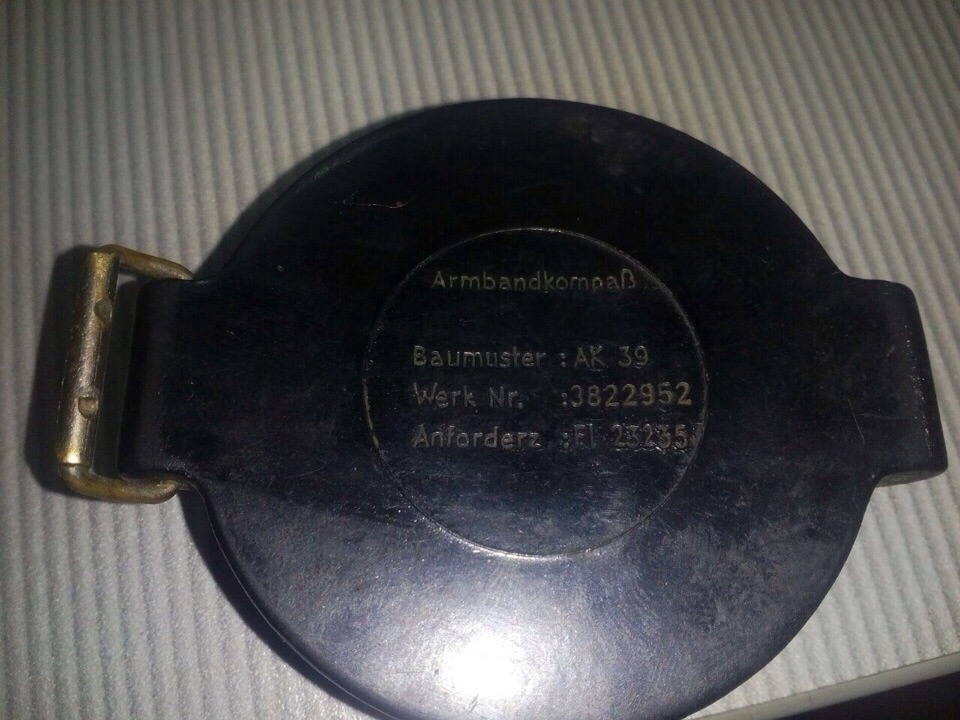 Armbandkompaß
Baumuster : AK 39
Werk Nr. :3822952
Anforderz :Fl 23235